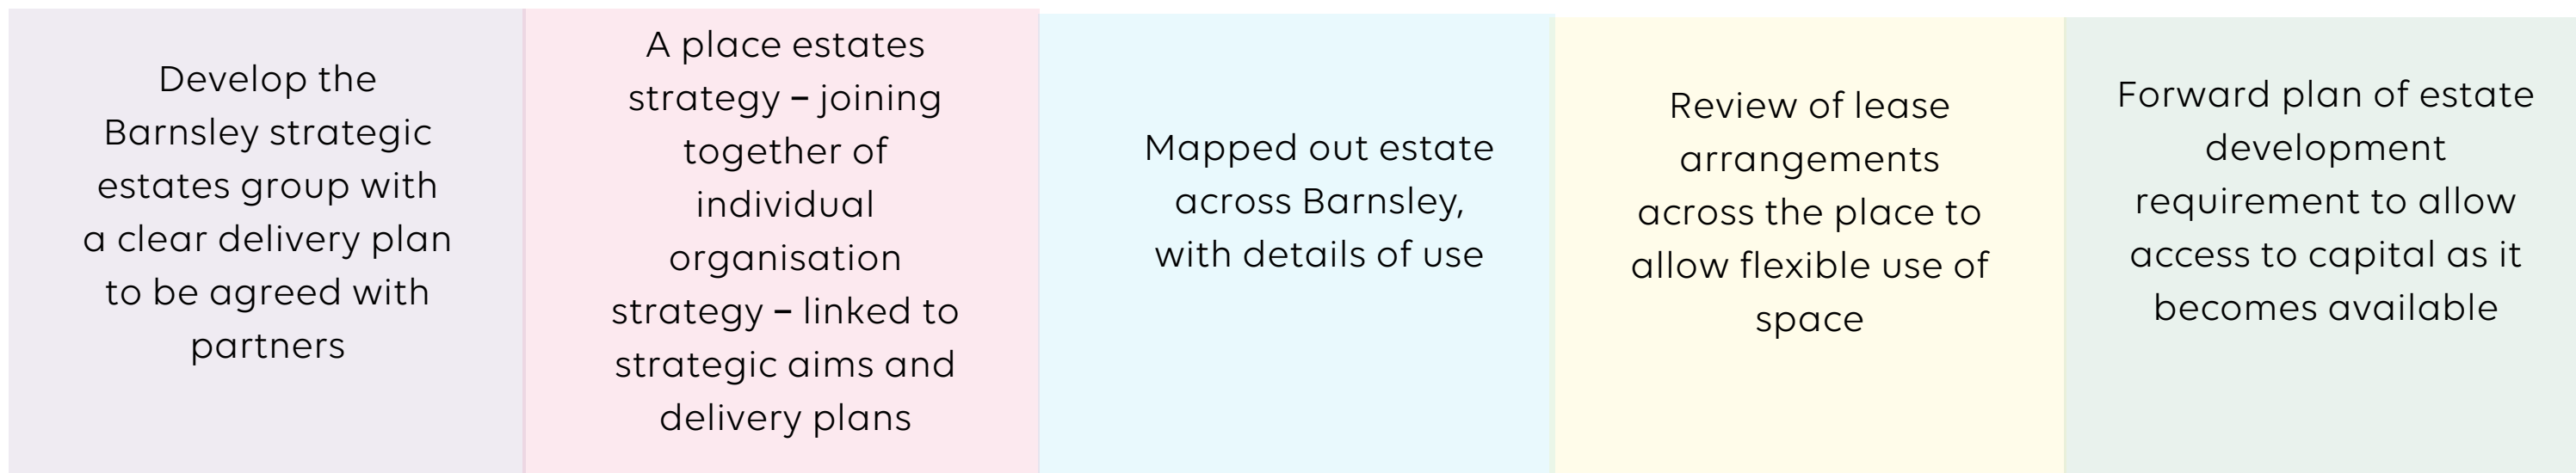 Develop the
Barnsley strategic
estates group with
a clear delivery plan
to be agreed with
partners
A place estates
strategy – joining
together of
individual
organisation
strategy – linked to
strategic aims and
delivery plans
Mapped out estate
across Barnsley,
with details of use
Review of lease
arrangements
across the place to
allow flexible use of
space
Forward plan of estate
development
requirement to allow
access to capital as it
becomes available